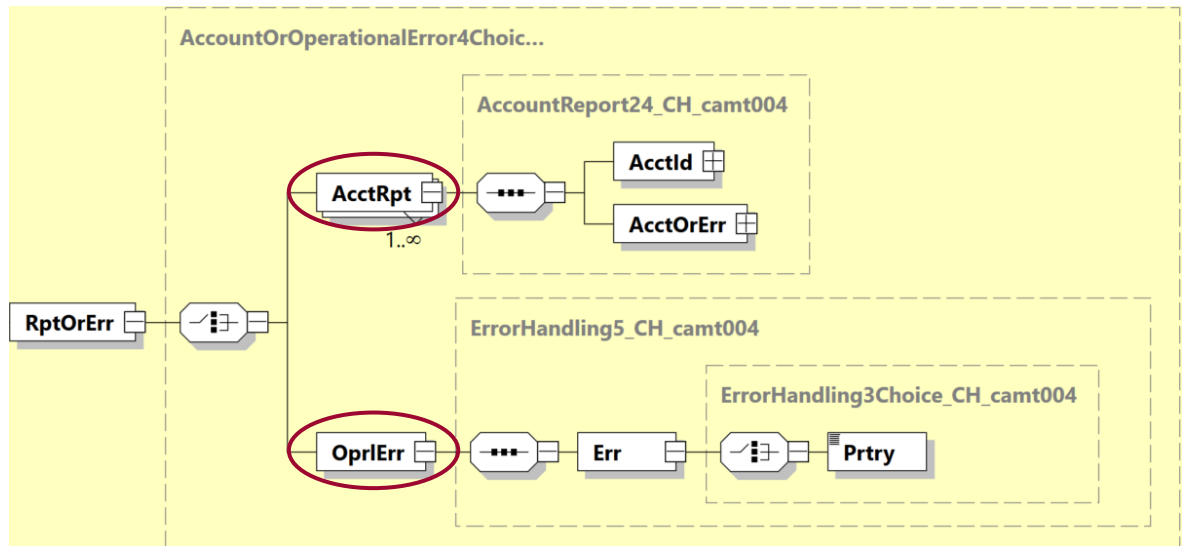 AccountOrOperationalError4Choic...
AccountReport24_CH_camt004
AcctId
AcctRpt
AcctOrErr
1..∞
RptOrErr
ErrorHandling5_CH_camt004
ErrorHandling3Choice_CH_camt004
OprlErr
Err
Prtry